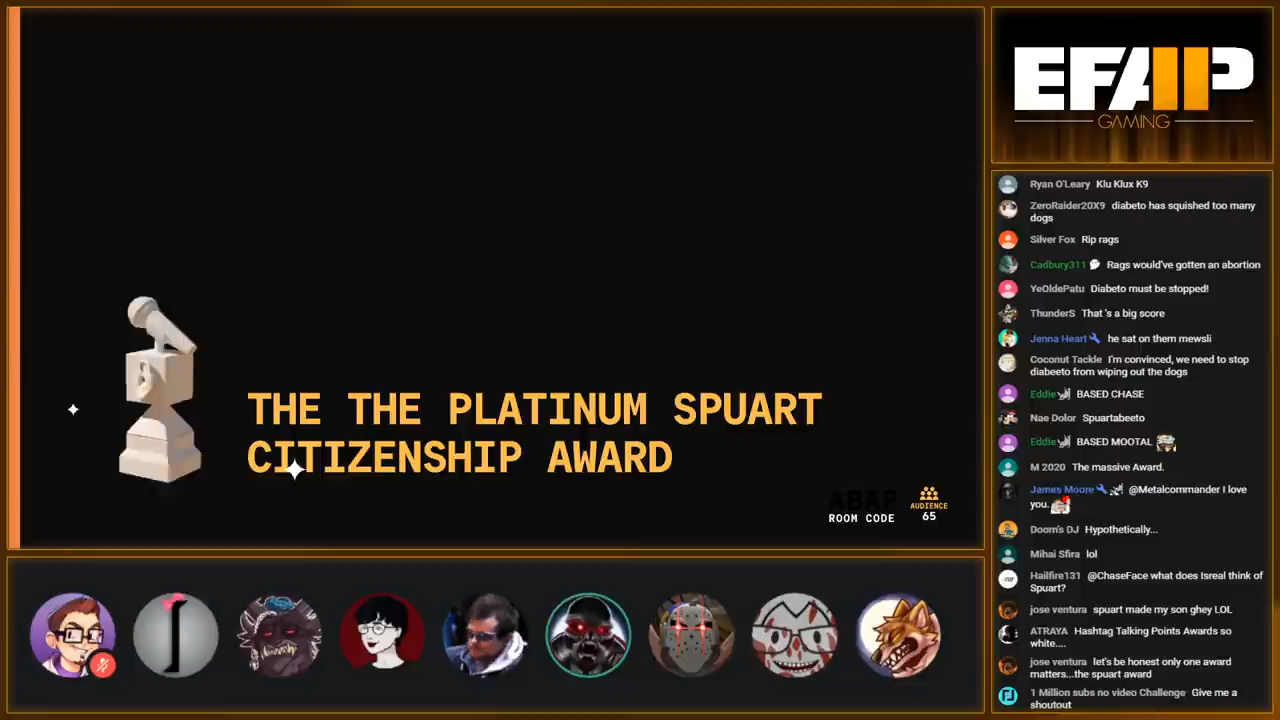 THE THE PLATINUM SPUART
CITIZENSHIP AWARD
ABAP
ROOM CODE
AUDIENCE
65
EFAP
GAMING
Ryan O'Leary Klu Klux K9
ZeroRaider20X9 diabeto has squished too many
dogs
Silver Fox Rip rags
Cadbury311 Rags would've gotten an abortion
YeOldePatu Diabeto must be stopped!
ThunderS That 's a big score
Jenna Heart he sat on them mewsli
Coconut Tackle I'm convinced, we need to stop
diabeeto from wiping out the dogs
Eddie BASED CHASE
Nae Dolor Spuartabeeto
Eddie BASED MOOTAL
M 2020 The massive Award.
James Moore @Metalcommander I love
you.
Doom's DJ Hypothetically...
Mihai Sfira lol
Hailfire131 @ChaseFace what does Isreal think of
Spuart?
jose ventura spuart made my son ghey LOL
ATRAYA Hashtag Talking Points Awards so
white....
jose ventura let's be honest only one award
matters...the spuart award
1 Million subs no video Challenge Give me a
shoutout